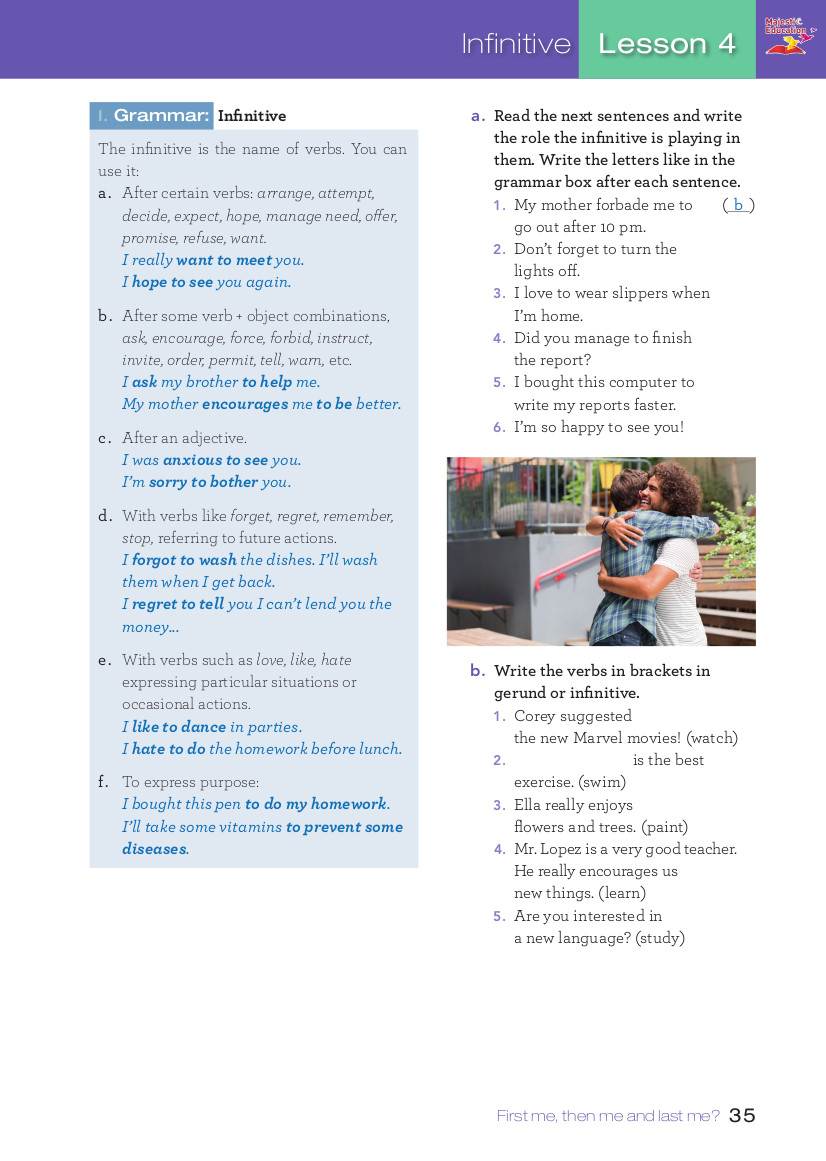 Infinitive Lesson 4
Majestic
Education
I. Grammar: Infinitive
The infinitive is the name of verbs. You can
use it:
a. After certain verbs: arrange, attempt,
decide, expect, hope, manage need, offer,
promise, refuse, want.
I really want to meet you.
I hope to see you again.
b. After some verb + object combinations,
ask, encourage, force, forbid, instruct,
invite, order, permit, tell, warn, etc.
I ask my brother to help me.
My mother encourages me to be better.
c. After an adjective.
I was anxious to see you.
I'm sorry to bother you.
d. With verbs like forget, regret, remember,
stop, referring to future actions.
I forgot to wash the dishes. I'll wash
them when I get back.
I regret to tell you I can't lend you the
money...
e. With verbs such as love, like, hate
expressing particular situations or
occasional actions.
I like to dance in parties.
I hate to do the homework before lunch.
f. To express purpose:
I bought this pen to do my homework.
I'll take some vitamins to prevent some
diseases.
a. Read the next sentences and write
the role the infinitive is playing in
them. Write the letters like in the
grammar box after each sentence.
1. My mother forbade me to ( b )
go out after 10 pm.
2. Don't forget to turn the
lights off.
3. I love to wear slippers when
I'm home.
4. Did you manage to finish
the report?
5. I bought this computer to
write my reports faster.
6. I'm so happy to see you!
b. Write the verbs in brackets in
gerund or infinitive.
1. Corey suggested
the new Marvel movies! (watch)
2. is the best
exercise. (swim)
3. Ella really enjoys
flowers and trees. (paint)
4. Mr. Lopez is a very good teacher.
He really encourages us
new things. (learn)
5. Are you interested in
a new language? (study)
First me, then me and last me? 35